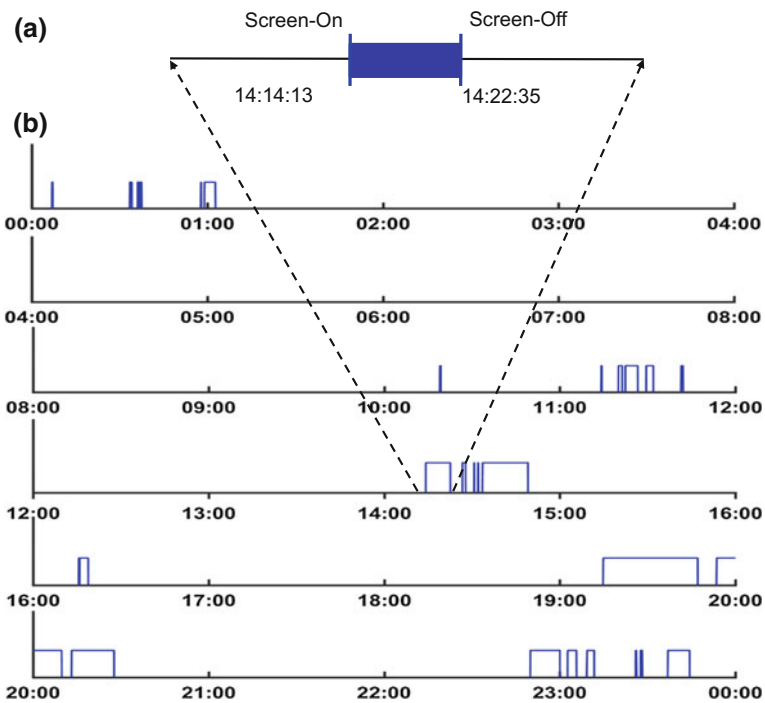 (a)
Screen-On Screen-Off
14:14:13 14:22:35
(b)
00:00 01:00 02:00 03:00 04:00
04:00 05:00 06:00 07:00 08:00
08:00 09:00 10:00 11:00 12:00
12:00 13:00 14:00 15:00 16:00
16:00 17:00 18:00 19:00 20:00
20:00 21:00 22:00 23:00 00:00